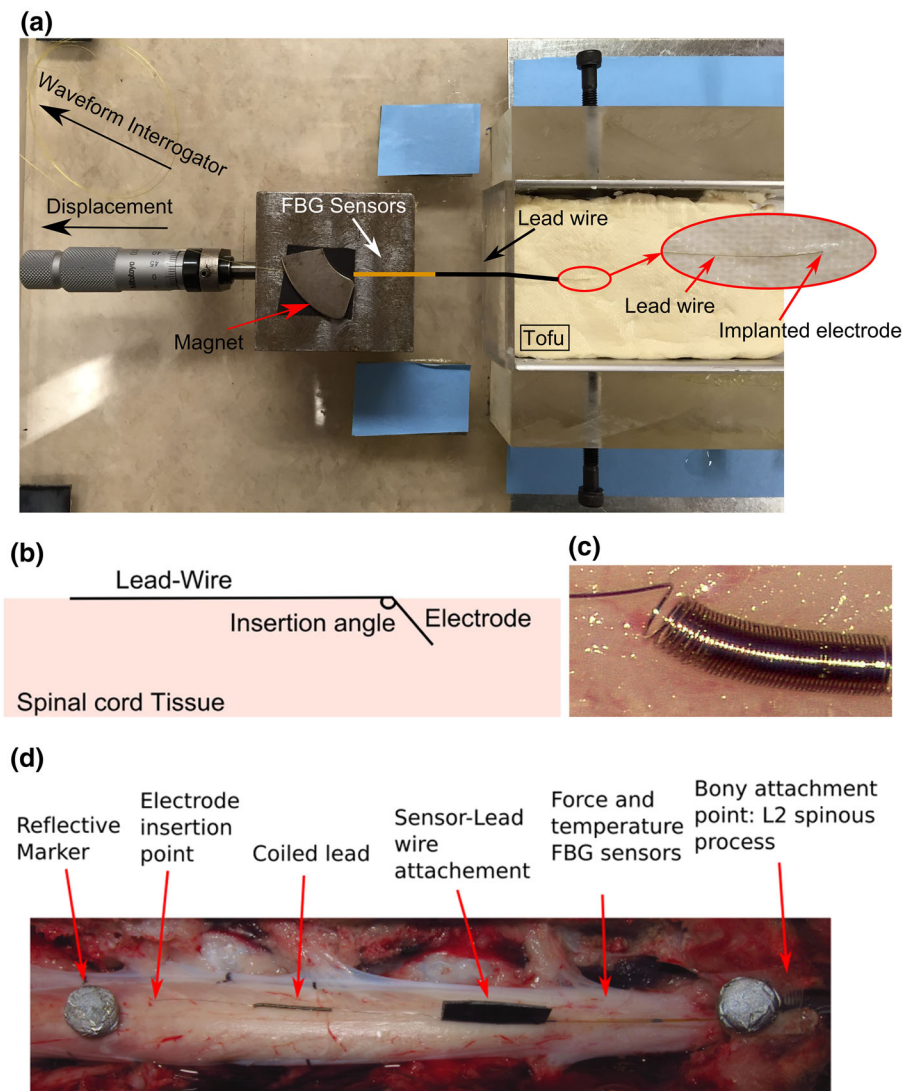 (a)
Waveform Interrogator
Displacement
FBG Sensors
Lead wire
Magnet
Lead wire
Implanted electrode
Tofu
(b)
Lead-Wire
Insertion angle
Electrode
Spinal cord Tissue
(c)
(d)
Reflective
Marker
Electrode
insertion
point
Coiled lead
Sensor-Lead
wire
attachement
Force and
temperature
FBG sensors
Bony attachment
point: L2 spinous
process